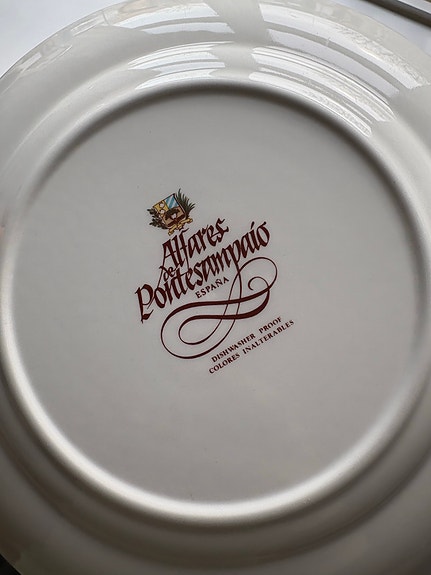 Alfares
de
Pontesampaio
ESPAÑA
DISHWASHER PROOF
COLORES INALTERABLES